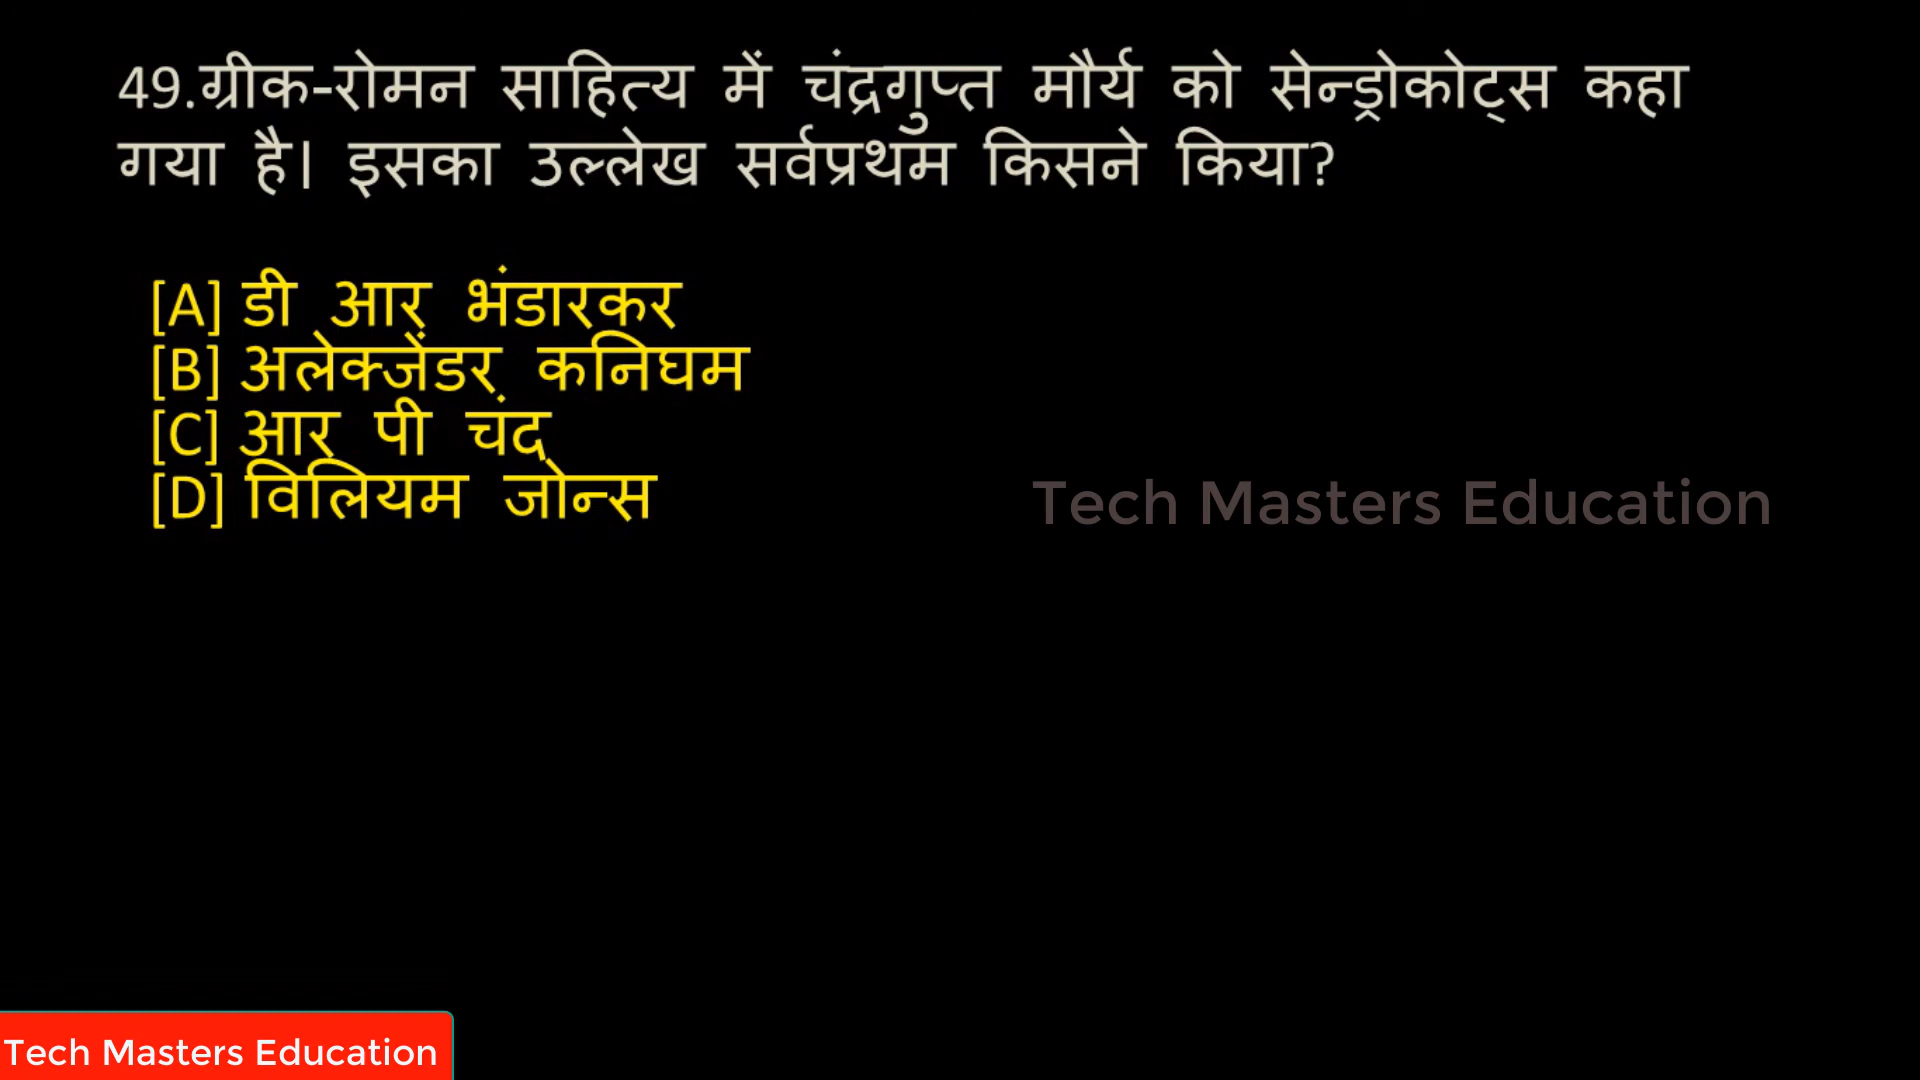 49.ग्रीक-रोमन साहित्य में चंद्रगुप्त मौर्य को सेन्ड्रोकोट्स कहा
गया है। इसका उल्लेख सर्वप्रथम किसने किया?
[A] डी आर भंडारकर
[B] अलेक्जेंडर कनिघम
[C] आर पी चंद
[D] विलियम जोन्स
Tech Masters Education
Tech Masters Education